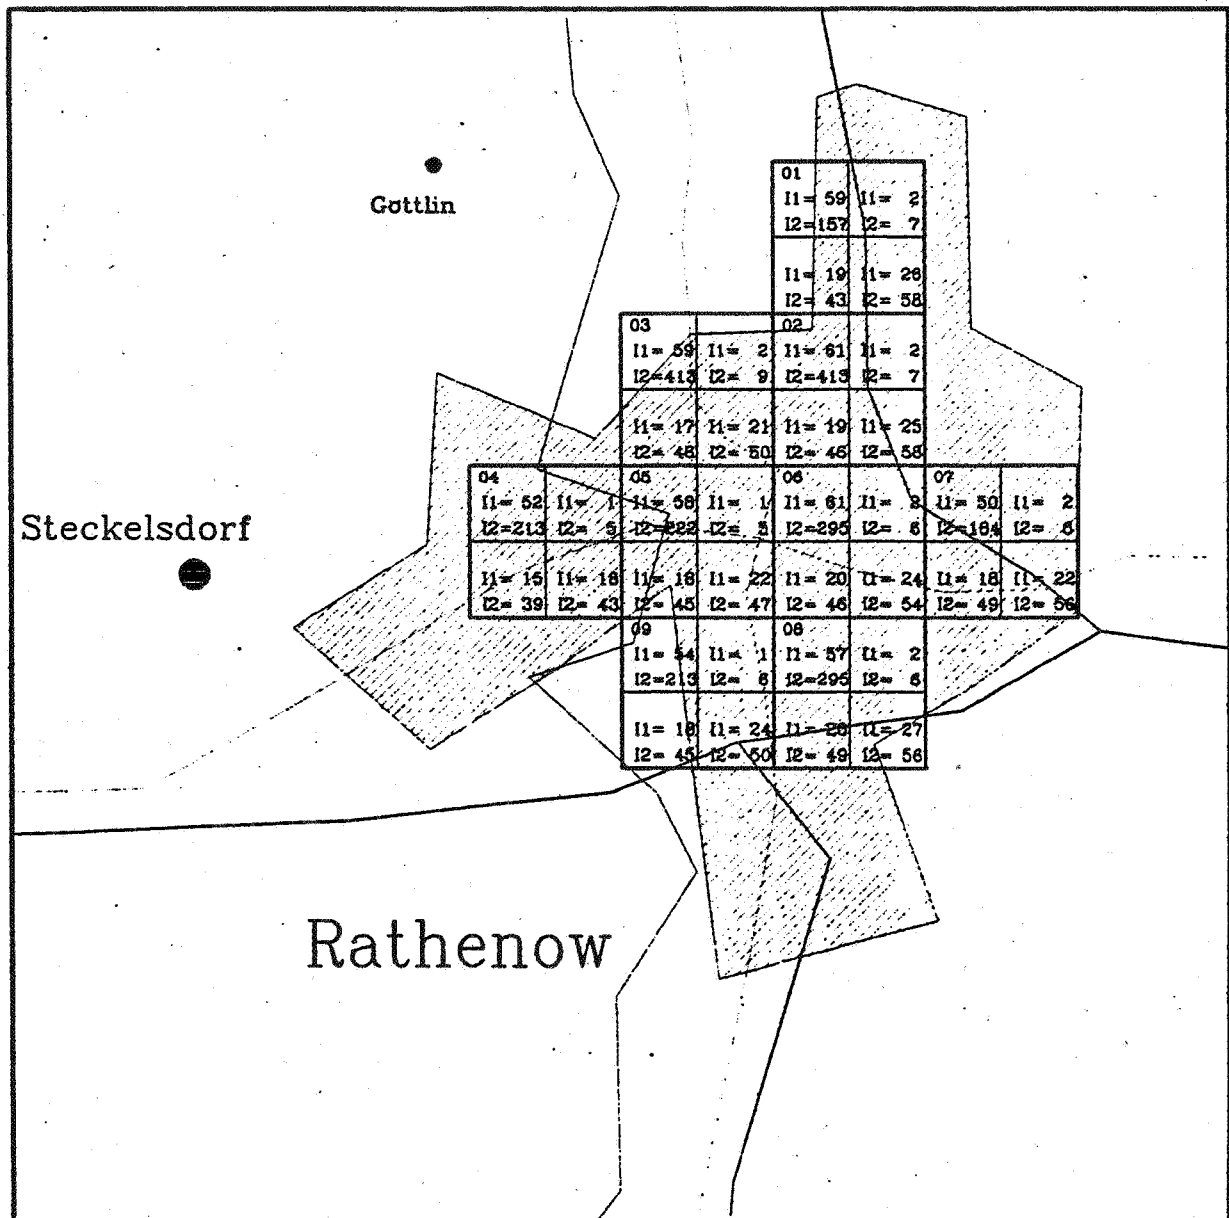 01
I1= 59 I1= 2
I2=157 I2= 7
Göttlin
I1= 19 I1= 26
I2= 43 I2= 58
03 02
I1= 59 I1= 2 I1= 61 I1= 2
I2=413 I2= 9 I2=413 I2= 7
I1= 17 I1= 21 I1= 19 I1= 25
I2= 48 I2= 50 I2= 46 I2= 58
04 05 06 07
I1= 52 I1= 1 I1= 58 I1= 1 I1= 61 I1= 2 I1= 50 I1= 2
I2=213 I2= 5 I2=222 I2= 5 I2=295 I2= 6 I2=164 I2= 6
Steckelsdorf
I1= 15 I1= 16 I1= 18 I1= 22 I1= 20 I1= 24 I1= 18 I1= 22
I2= 39 I2= 43 I2= 45 I2= 47 I2= 46 I2= 54 I2= 49 I2= 56
09 08
I1= 54 I1= 1 I1= 57 I1= 2
I2=213 I2= 6 I2=295 I2= 6
I1= 18 I1= 24 I1= 26 I1= 27
I2= 45 I2= 50 I2= 49 I2= 56
Rathenow